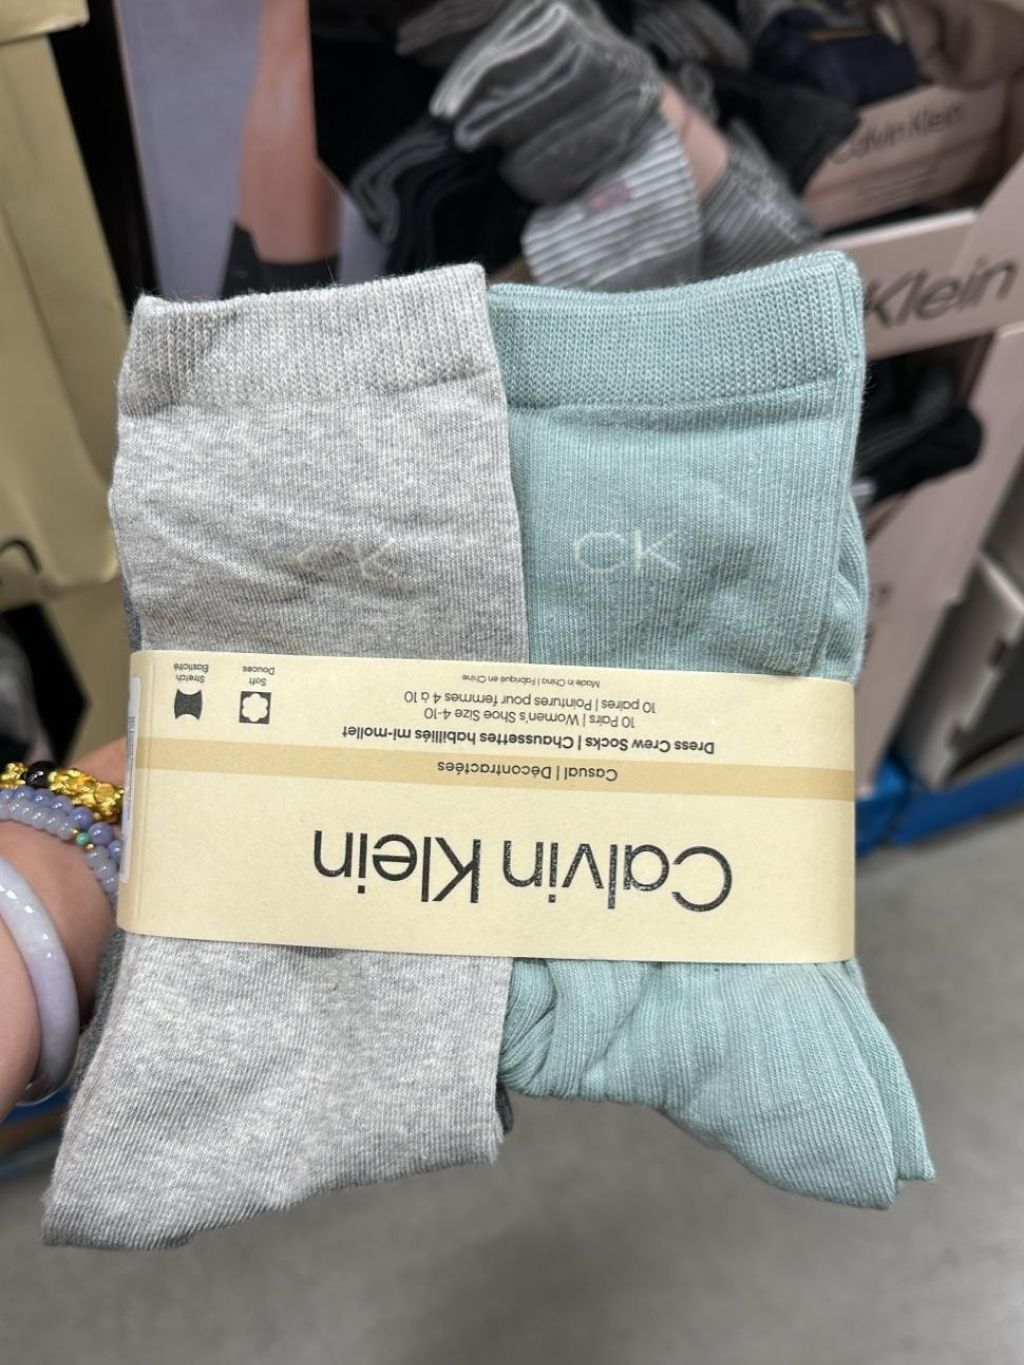 Calvin Klein
Klein
CK
CK
Calvin Klein
Casual | Décontractées
Dress Crew Socks | Chaussettes habillées mi-mollet
10 Pairs | Women's Shoe Size 4-10
10 paires | Pointures pour femmes 4 à 10
Made in China | Fabriqué en Chine
Soft
Douces
Stretch
Élasticité